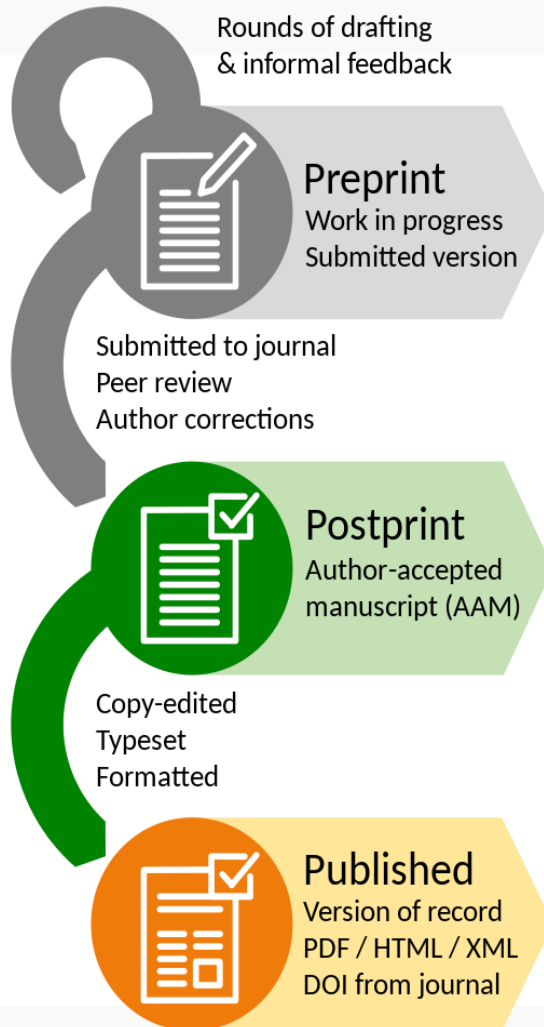 Rounds of drafting
& informal feedback
Preprint
Work in progress
Submitted version
Submitted to journal
Peer review
Author corrections
Postprint
Author-accepted
manuscript (AAM)
Copy-edited
Typeset
Formatted
Published
Version of record
PDF / HTML / XML
DOI from journal